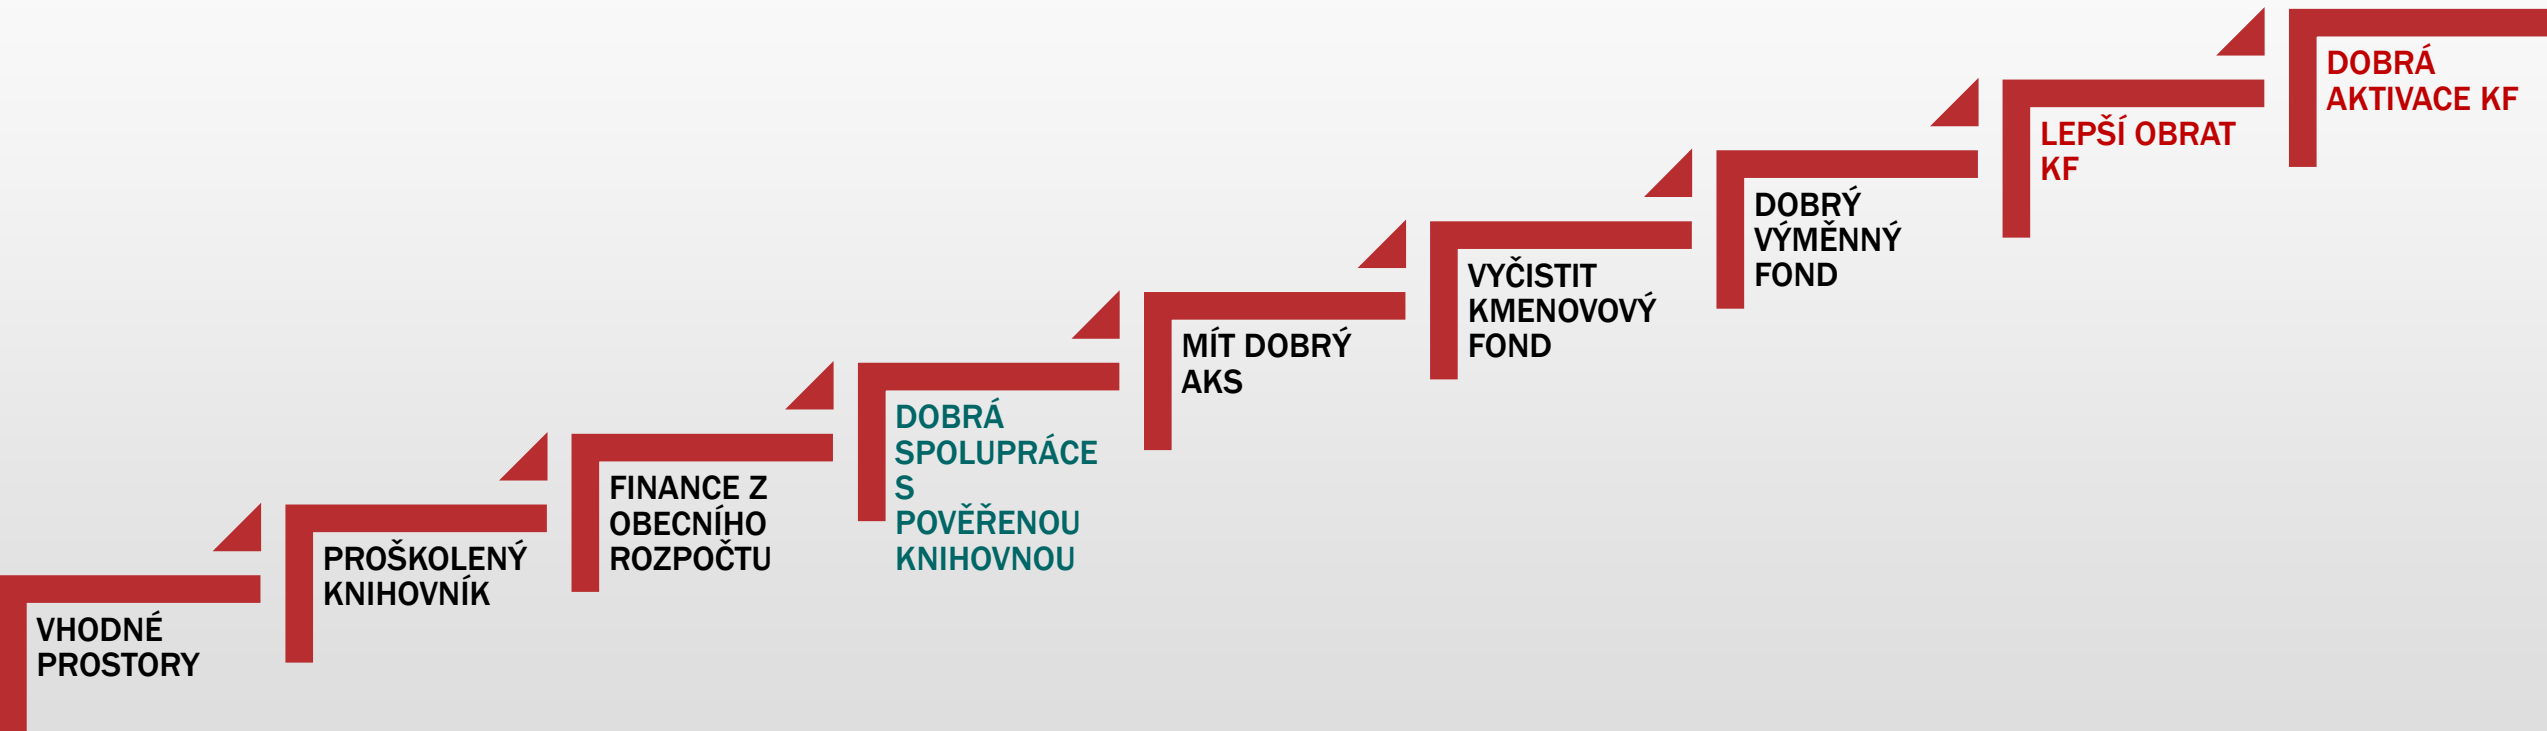 VHODNÉ
PROSTORY
PROŠKOLENÝ
KNIHOVNÍK
FINANCE Z
OBECNÍHO
ROZPOČTU
DOBRÁ
SPOLUPRÁCE
S
POVĚŘENOU
KNIHOVNOU
MÍT DOBRÝ
AKS
VYČISTIT
KMENOVOVÝ
FOND
DOBRÝ
VÝMĚNNÝ
FOND
LEPŠÍ OBRAT
KF
DOBRÁ
AKTIVACE KF